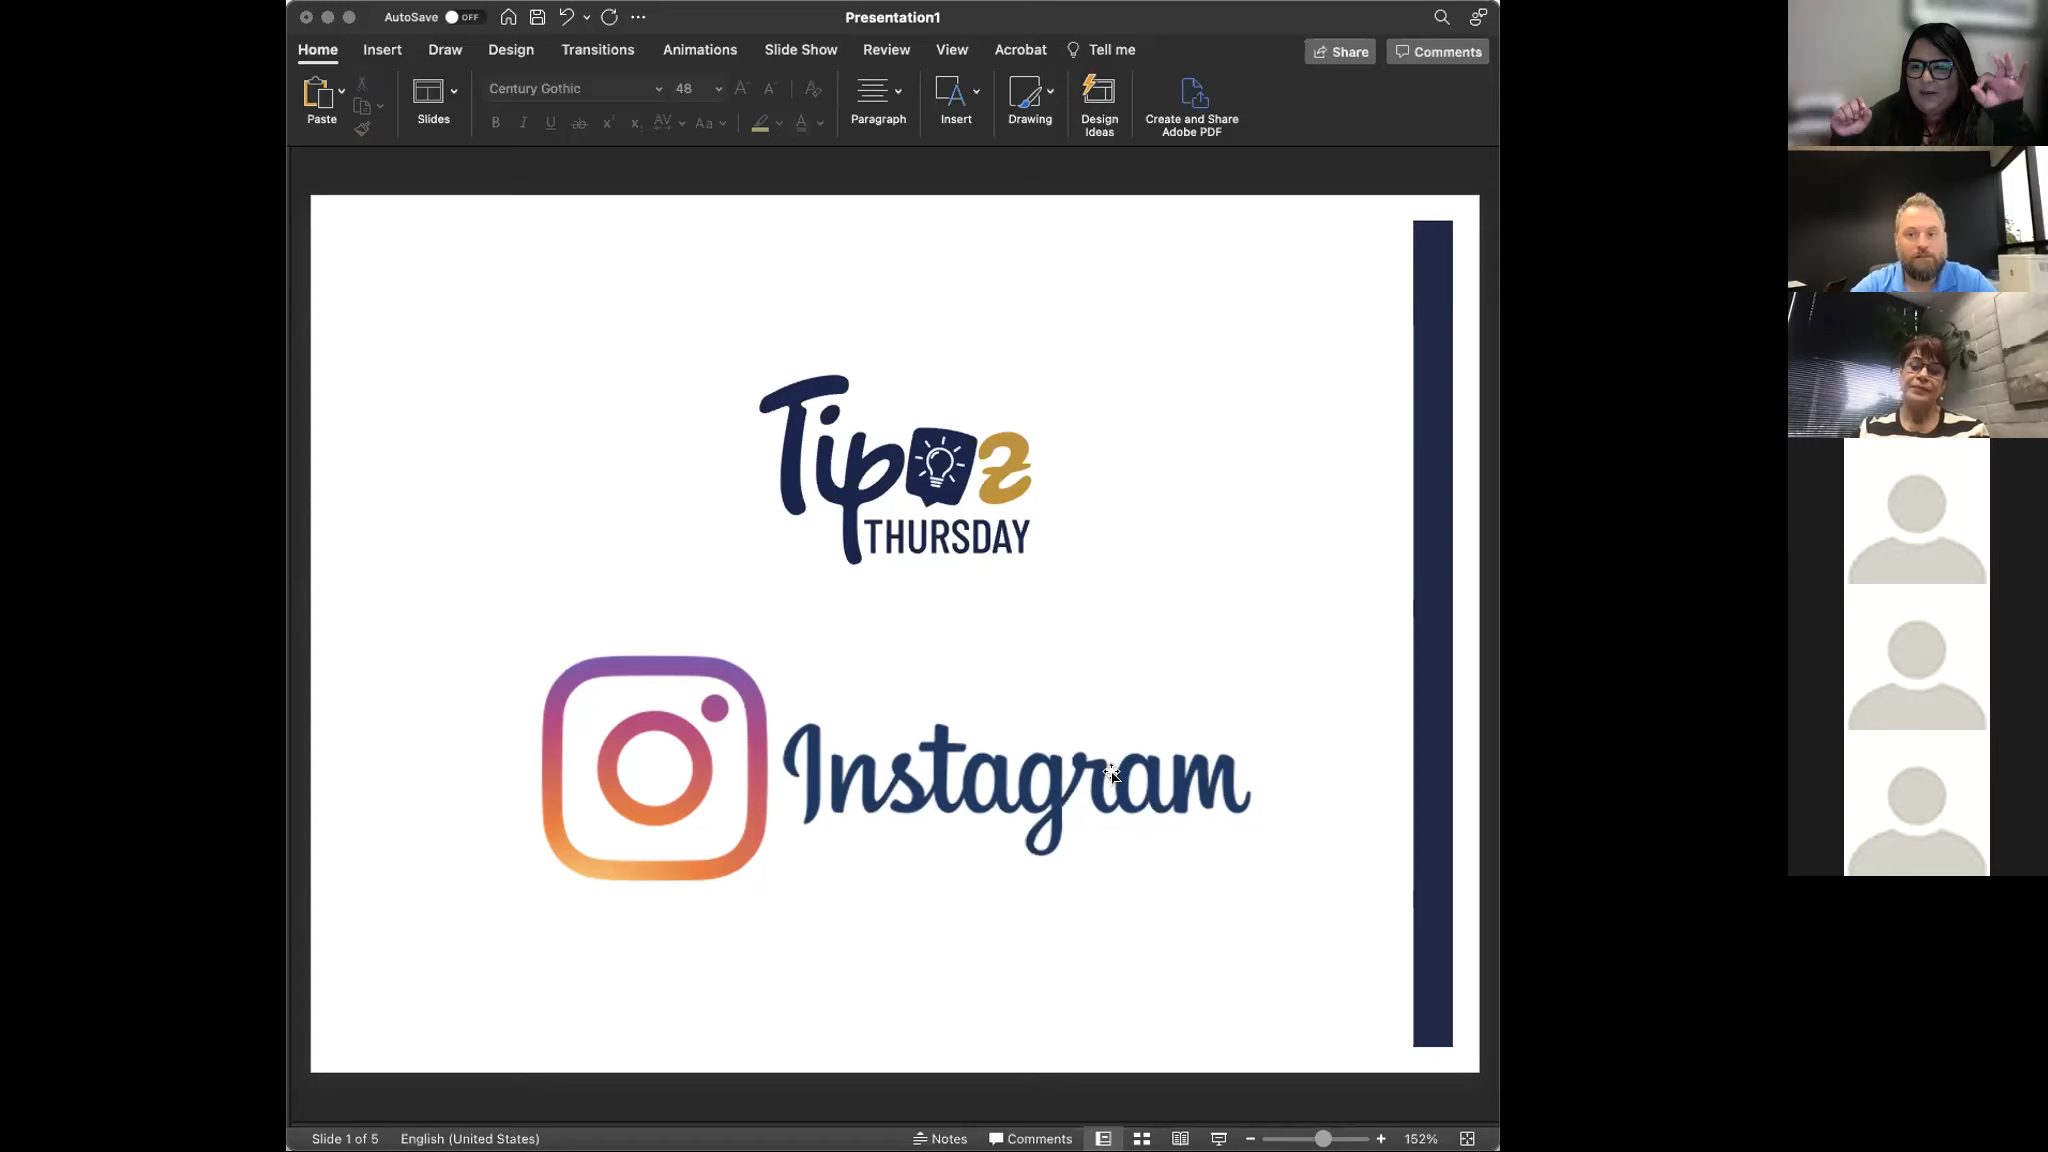 AutoSave OFF Presentation1
Home Insert Draw Design Transitions Animations Slide Show Review View Acrobat Tell me Share Comments
Century Gothic 48
Paste Slides Paragraph Insert Drawing Design Ideas Create and Share Adobe PDF
Tip z
THURSDAY
Instagram
Slide 1 of 5 English (United States) Notes Comments 152%